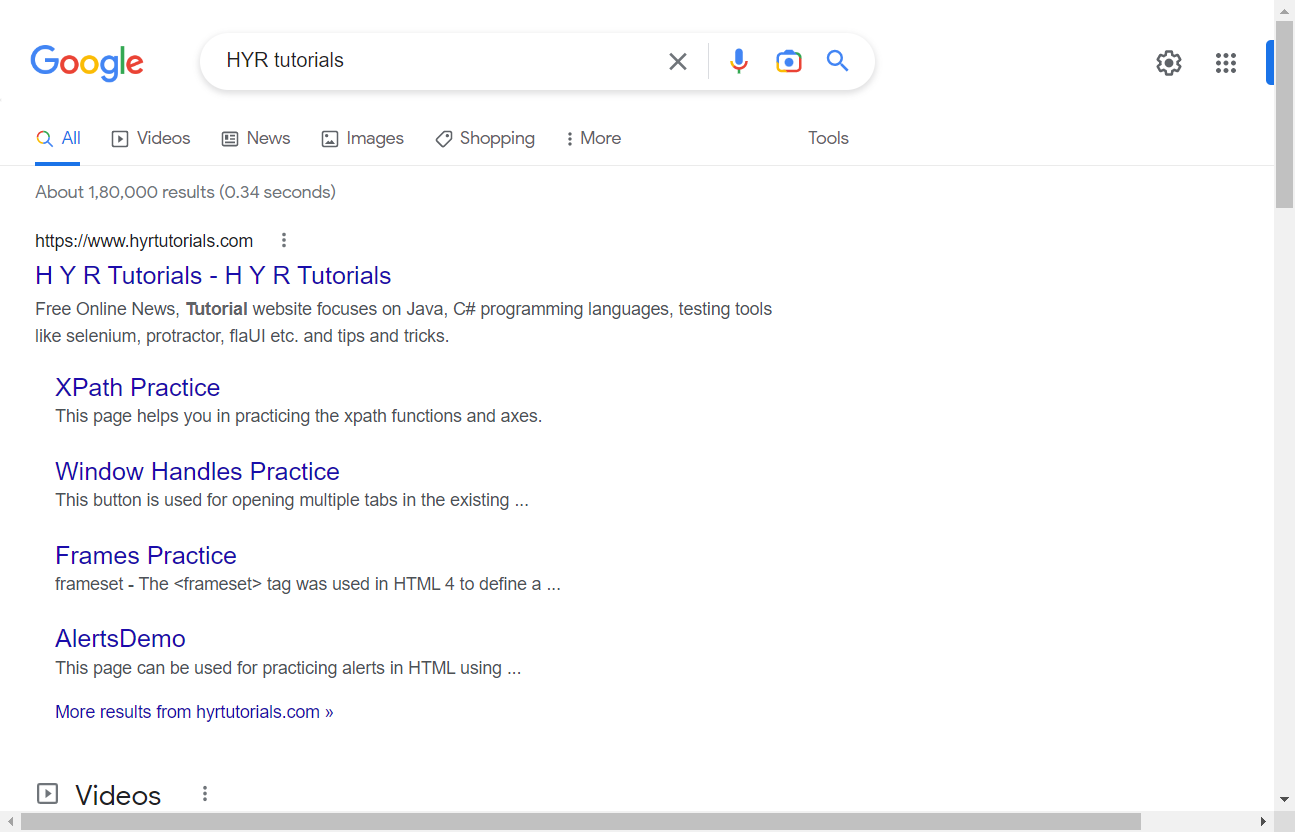 Google
HYR tutorials
All Videos News Images Shopping More Tools
About 1,80,000 results (0.34 seconds)
https://www.hyrtutorials.com
H Y R Tutorials - H Y R Tutorials
Free Online News, Tutorial website focuses on Java, C# programming languages, testing tools
like selenium, protractor, flaUI etc. and tips and tricks.
XPath Practice
This page helps you in practicing the xpath functions and axes.
Window Handles Practice
This button is used for opening multiple tabs in the existing ...
Frames Practice
frameset - The <frameset> tag was used in HTML 4 to define a ...
AlertsDemo
This page can be used for practicing alerts in HTML using ...
More results from hyrtutorials.com »
Videos